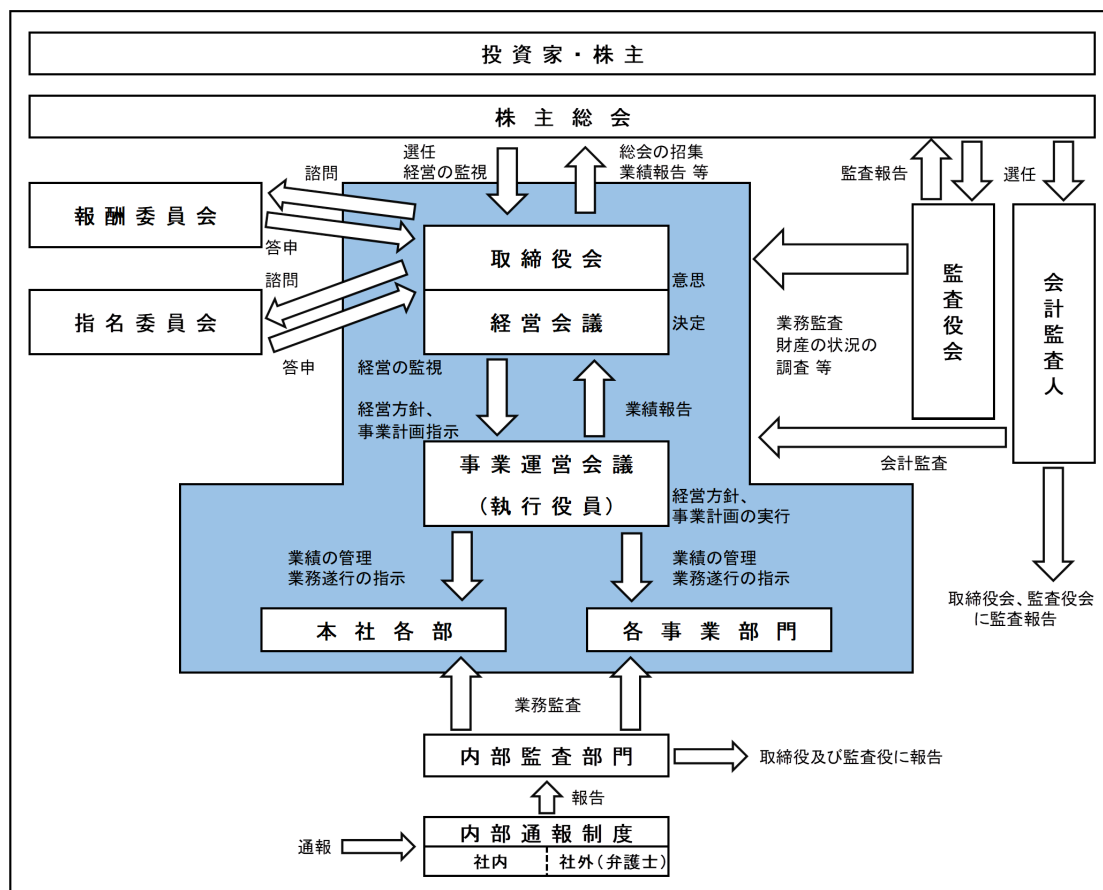 投資家・株主
株主総会
選任
経営の監視
総会の招集
業績報告 等
監査報告
選任
諮問
報酬委員会
答申
諮問
指名委員会
答申
取締役会
意思
経営会議
決定
監査役会
会計監査人
業務監査
財産の状況の
調査 等
経営の監視
経営方針、
事業計画指示
業績報告
会計監査
事業運営会議
(執行役員)
経営方針、
事業計画の実行
業績の管理
業務遂行の指示
業績の管理
業務遂行の指示
取締役会、監査役会
に監査報告
本社各部
各事業部門
業務監査
内部監査部門
取締役及び監査役に報告
報告
通報
内部通報制度
社内
社外(弁護士)